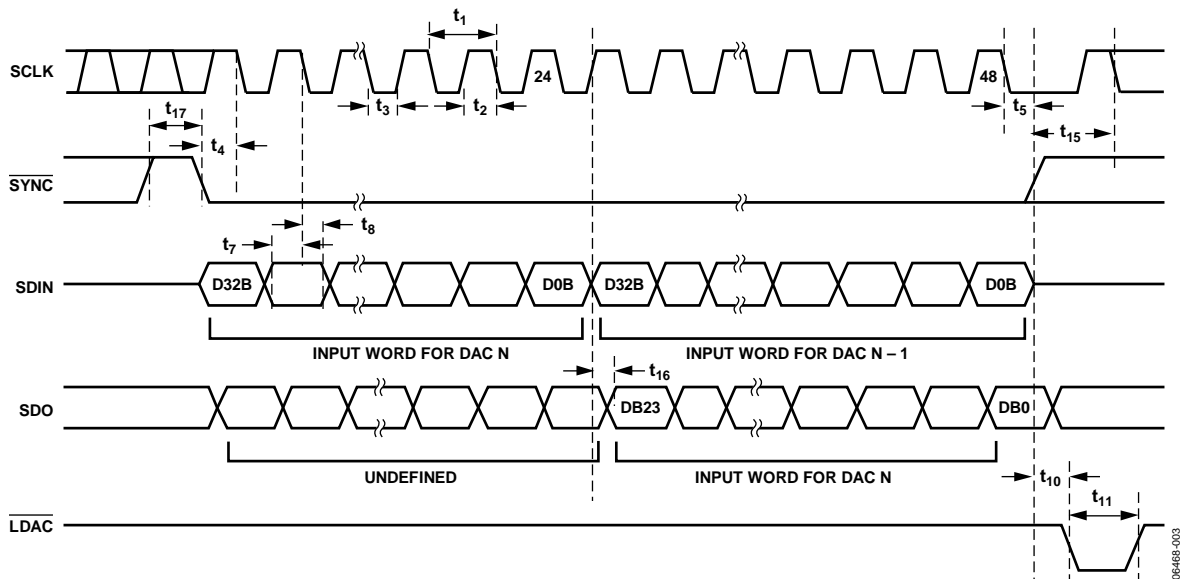 t1
SCLK
24
48
t3
t2
t5
t17
t4
t15
SYNC
t8
t7
SDIN
D32B
D0B
D32B
D0B
INPUT WORD FOR DAC N
INPUT WORD FOR DAC N – 1
t16
SDO
DB23
DB0
UNDEFINED
INPUT WORD FOR DAC N
t10
t11
LDAC
06468-003